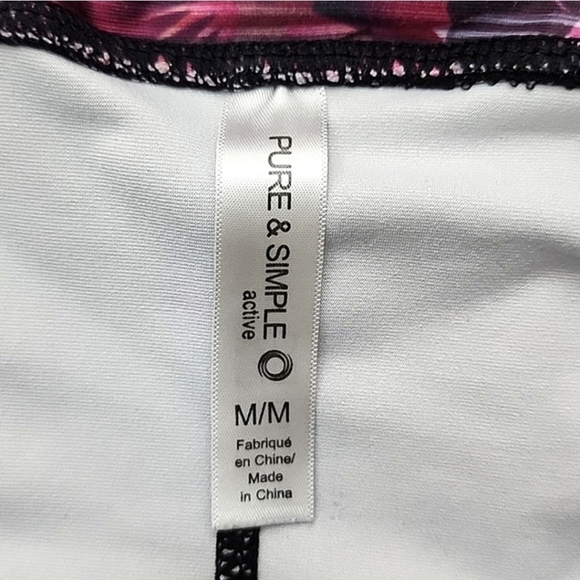 PURE & SIMPLE
active
M/M
Fabriqué
en Chine/
Made
in China